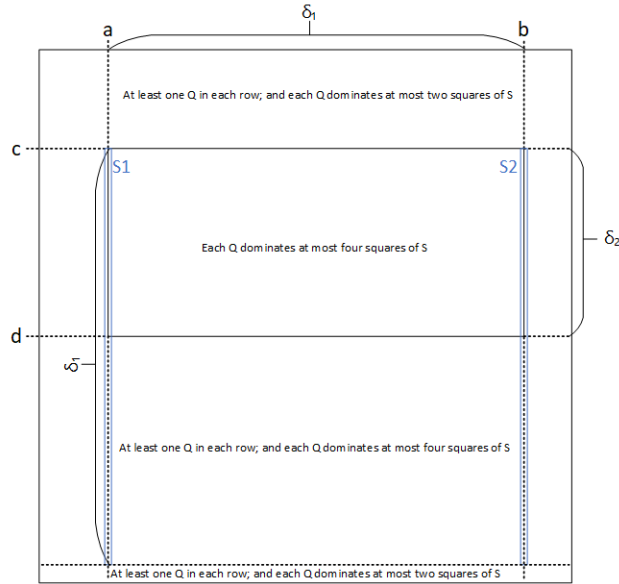 δ₁
a
b
At least one Q in each row; and each Q dominates at most two squares of S
c
S1
S2
Each Q dominates at most four squares of S
δ₂
d
δ₁
At least one Q in each row; and each Q dominates at most four squares of S
At least one Q in each row; and each Q dominates at most two squares of S